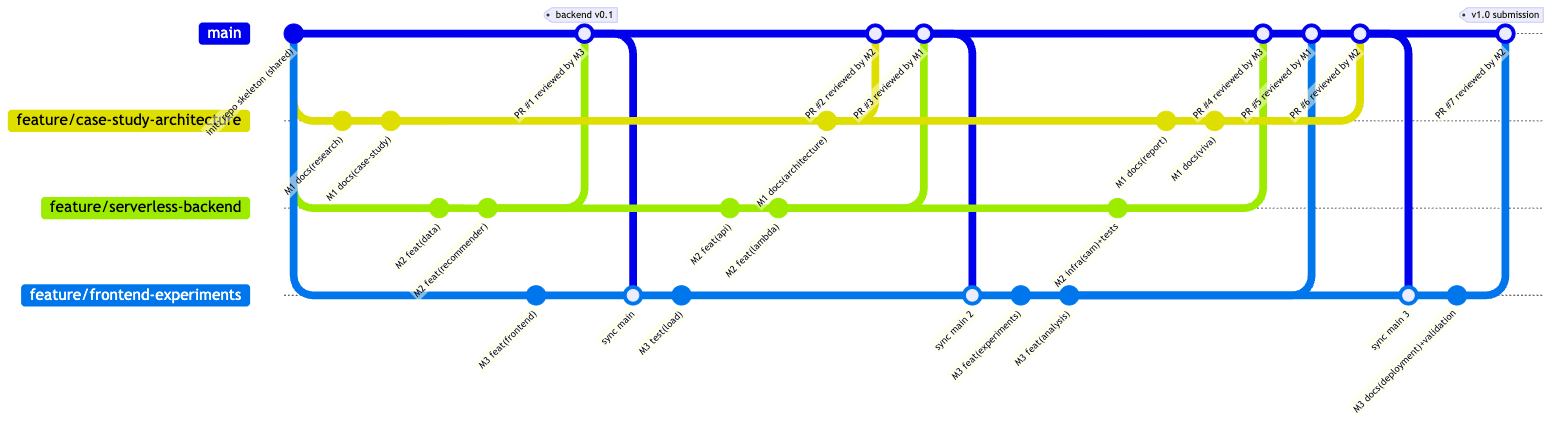 backend v0.1
v1.0 submission
main
init: repo skeleton (shared)
PR #1 reviewed by M3
PR #2 reviewed by M2
PR #3 reviewed by M1
PR #4 reviewed by M3
PR #5 reviewed by M1
PR #6 reviewed by M2
PR #7 reviewed by M2
feature/case-study-architecture
M1 docs(research)
M1 docs(case-study)
M1 docs(architecture)
M1 docs(report)
M1 docs(viva)
feature/serverless-backend
M2 feat(data)
M2 feat(recommender)
M2 feat(api)
M2 feat(lambda)
M2 infra(sam)+tests
feature/frontend-experiments
M3 feat(frontend)
sync main
M3 test(load)
sync main 2
M3 feat(experiments)
M3 feat(analysis)
sync main 3
M3 docs(deployment)+validation